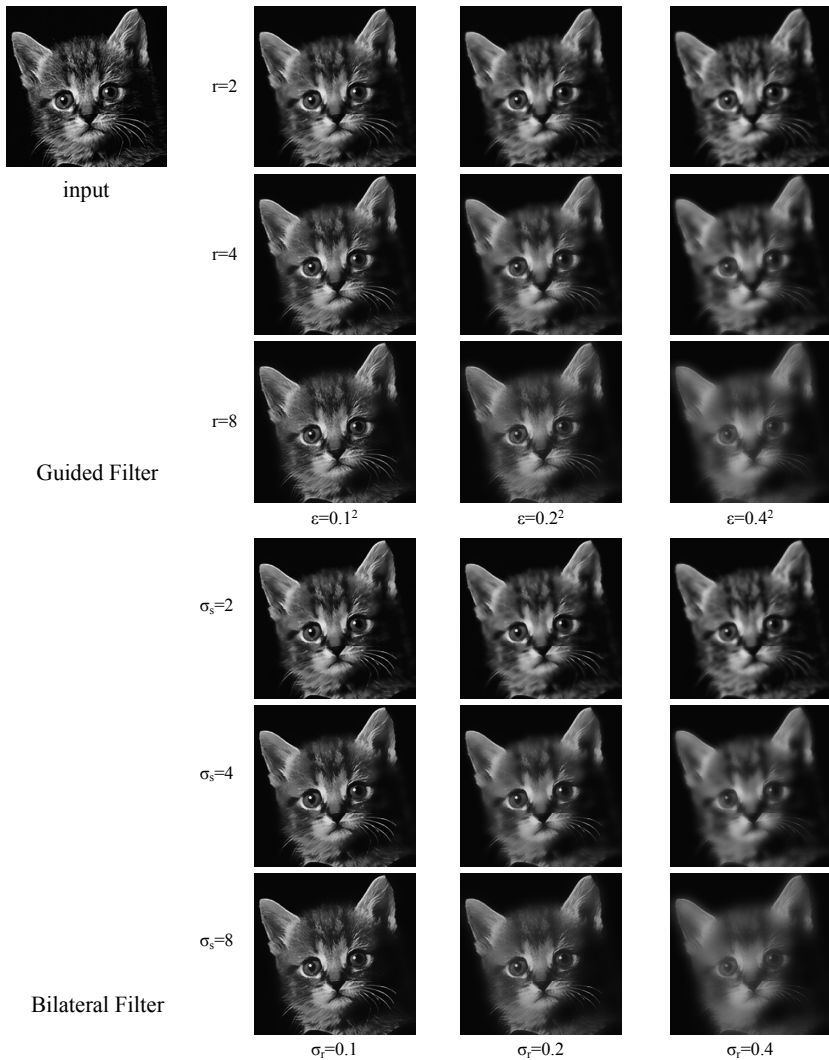 input
r=2
r=4
r=8
Guided Filter
ε=0.1² ε=0.2² ε=0.4²
σₛ=2
σₛ=4
σₛ=8
Bilateral Filter
σᵣ=0.1 σᵣ=0.2 σᵣ=0.4